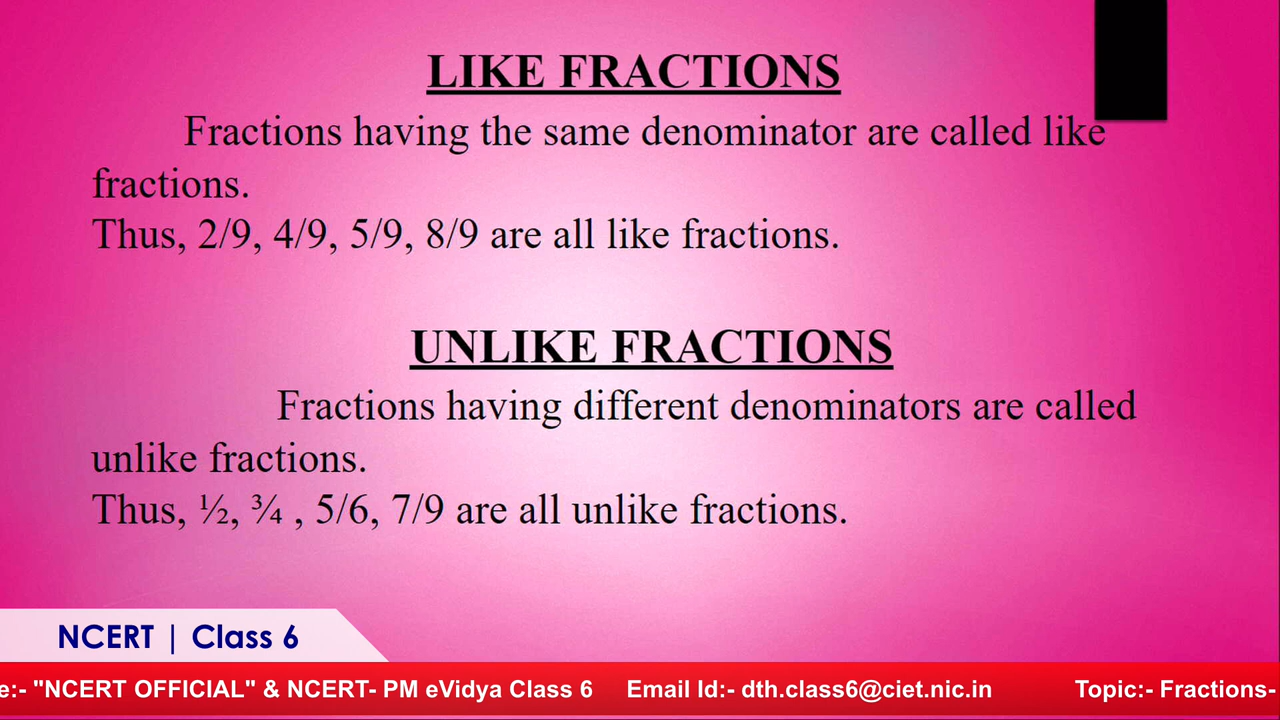 LIKE FRACTIONS
Fractions having the same denominator are called like
fractions.
Thus, 2/9, 4/9, 5/9, 8/9 are all like fractions.
UNLIKE FRACTIONS
Fractions having different denominators are called
unlike fractions.
Thus, ½, ¾ , 5/6, 7/9 are all unlike fractions.
NCERT | Class 6
e:- "NCERT OFFICIAL" & NCERT- PM eVidya Class 6 Email Id:- dth.class6@ciet.nic.in Topic:- Fractions-